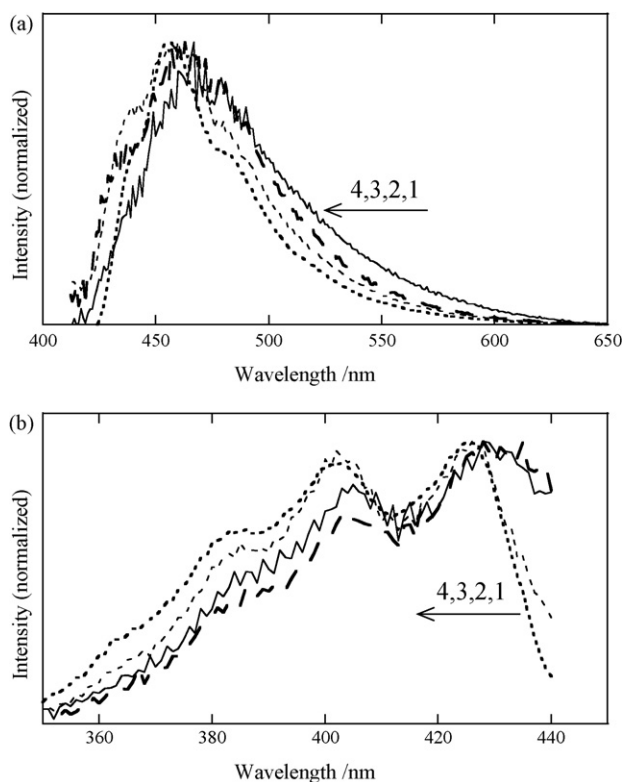 (a)
Intensity (normalized)
4,3,2,1
400 450 500 550 600 650
Wavelength /nm
(b)
Intensity (normalized)
4,3,2,1
360 380 400 420 440
Wavelength /nm